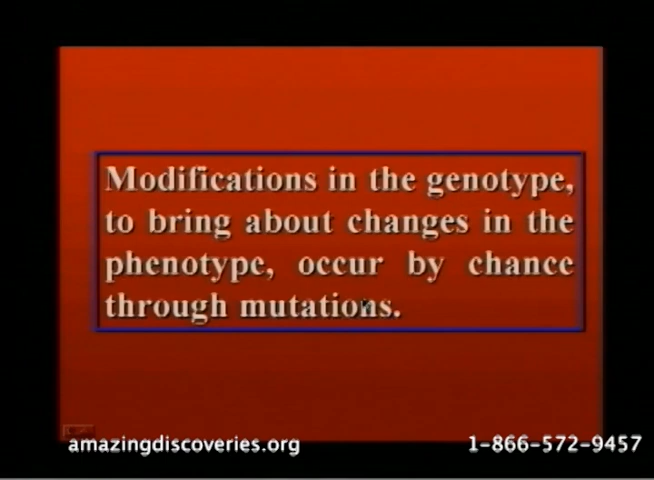 Modifications in the genotype,
to bring about changes in the
phenotype, occur by chance
through mutations.
amazingdiscoveries.org 1-866-572-9457